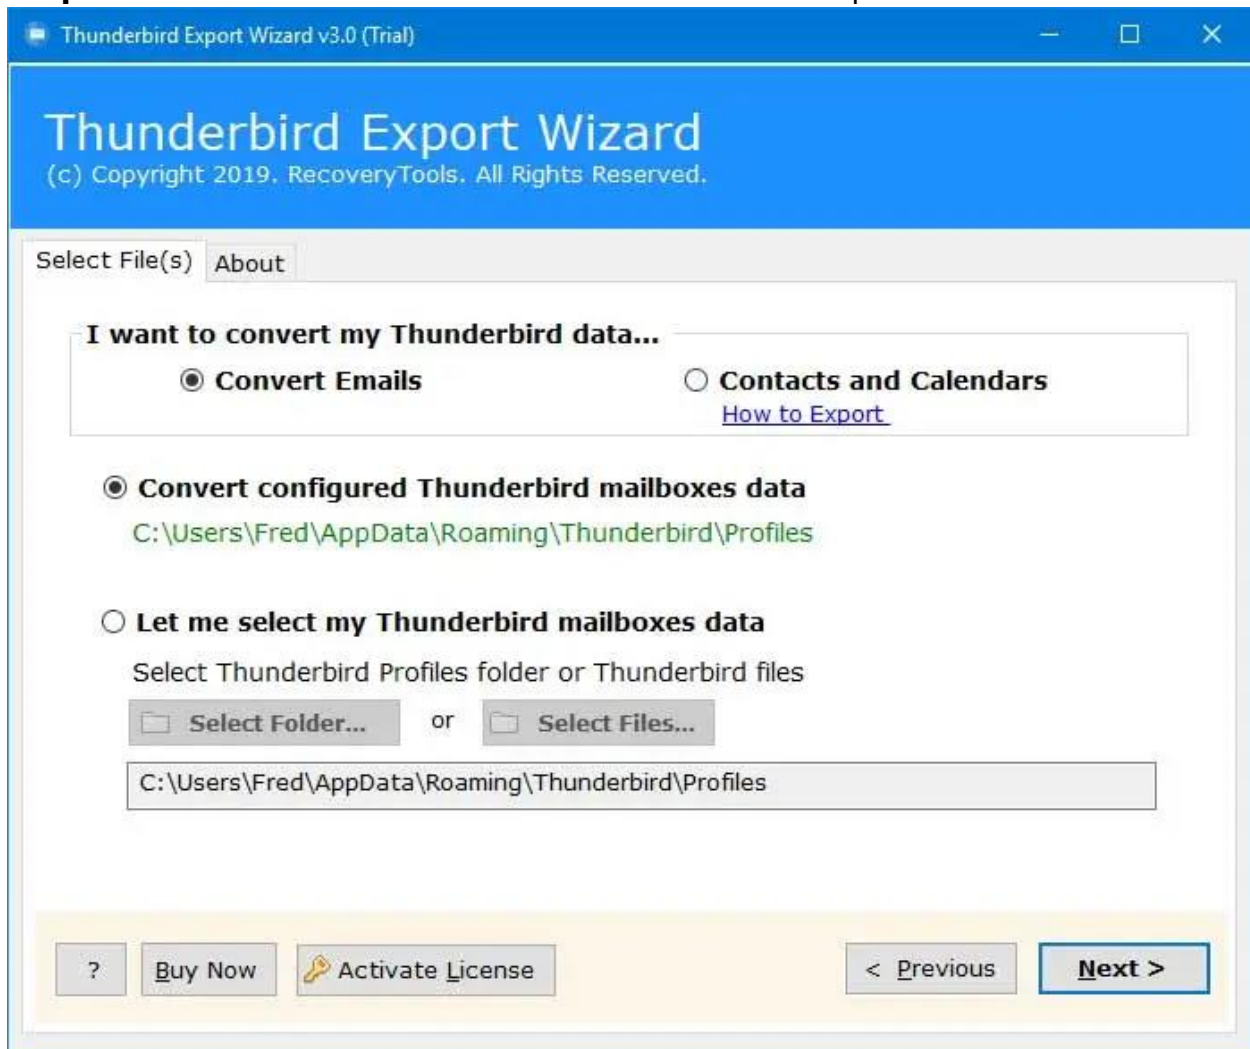 Thunderbird Export Wizard v3.0 (Trial)
Thunderbird Export Wizard
(c) Copyright 2019. RecoveryTools. All Rights Reserved.
Select File(s) About
I want to convert my Thunderbird data...
Convert Emails Contacts and Calendars
How to Export
Convert configured Thunderbird mailboxes data
C:\Users\Fred\AppData\Roaming\Thunderbird\Profiles
Let me select my Thunderbird mailboxes data
Select Thunderbird Profiles folder or Thunderbird files
Select Folder... or Select Files...
C:\Users\Fred\AppData\Roaming\Thunderbird\Profiles
? Buy Now Activate License < Previous Next >